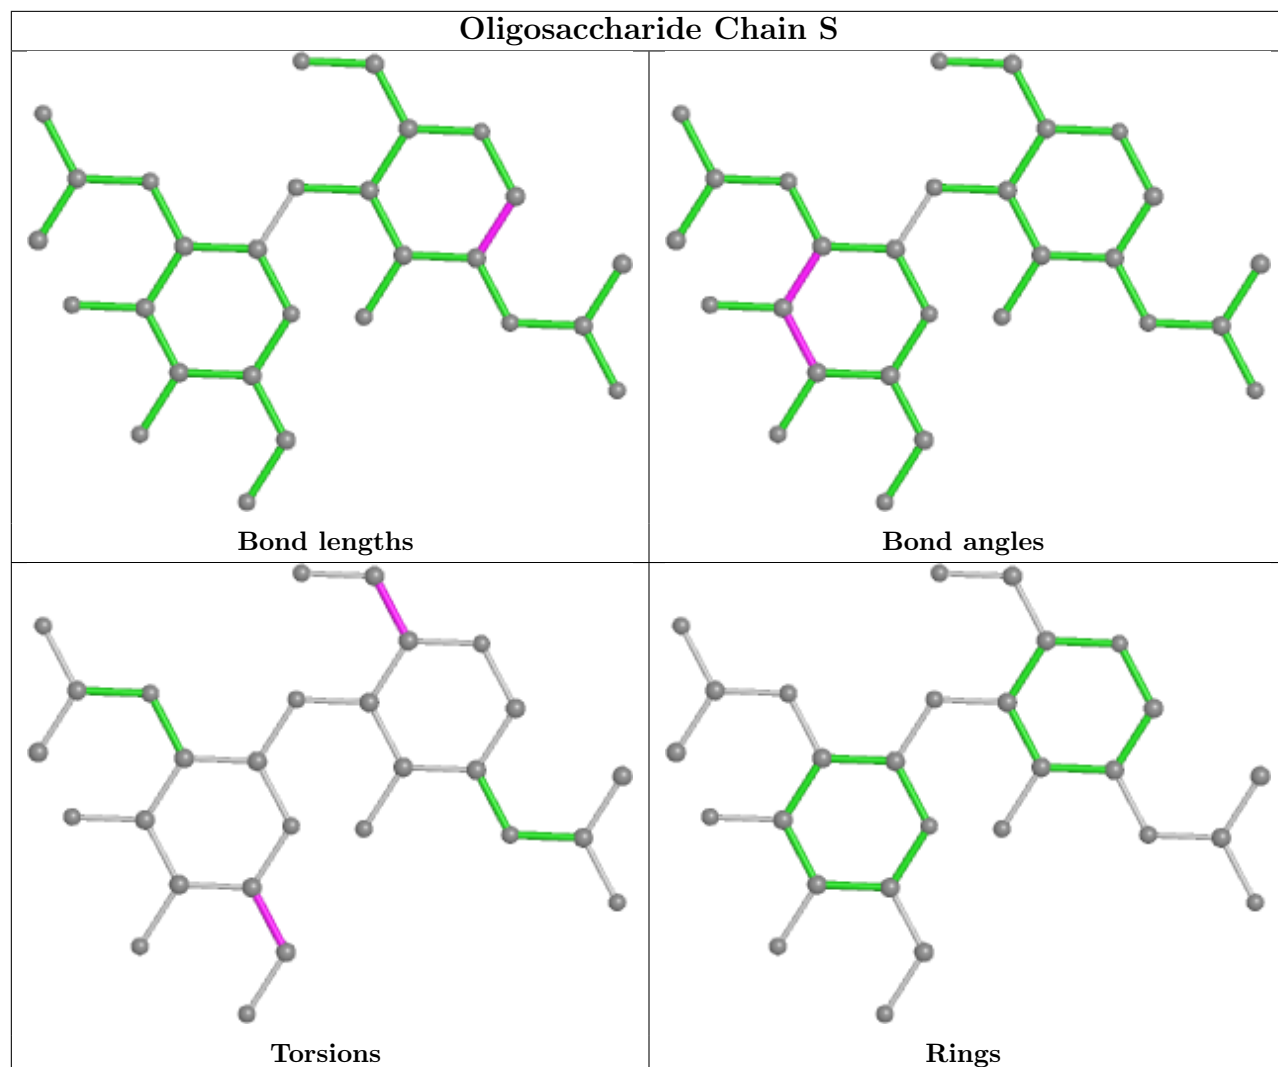 Oligosaccharide Chain S
Bond lengths
Bond angles
Torsions
Rings